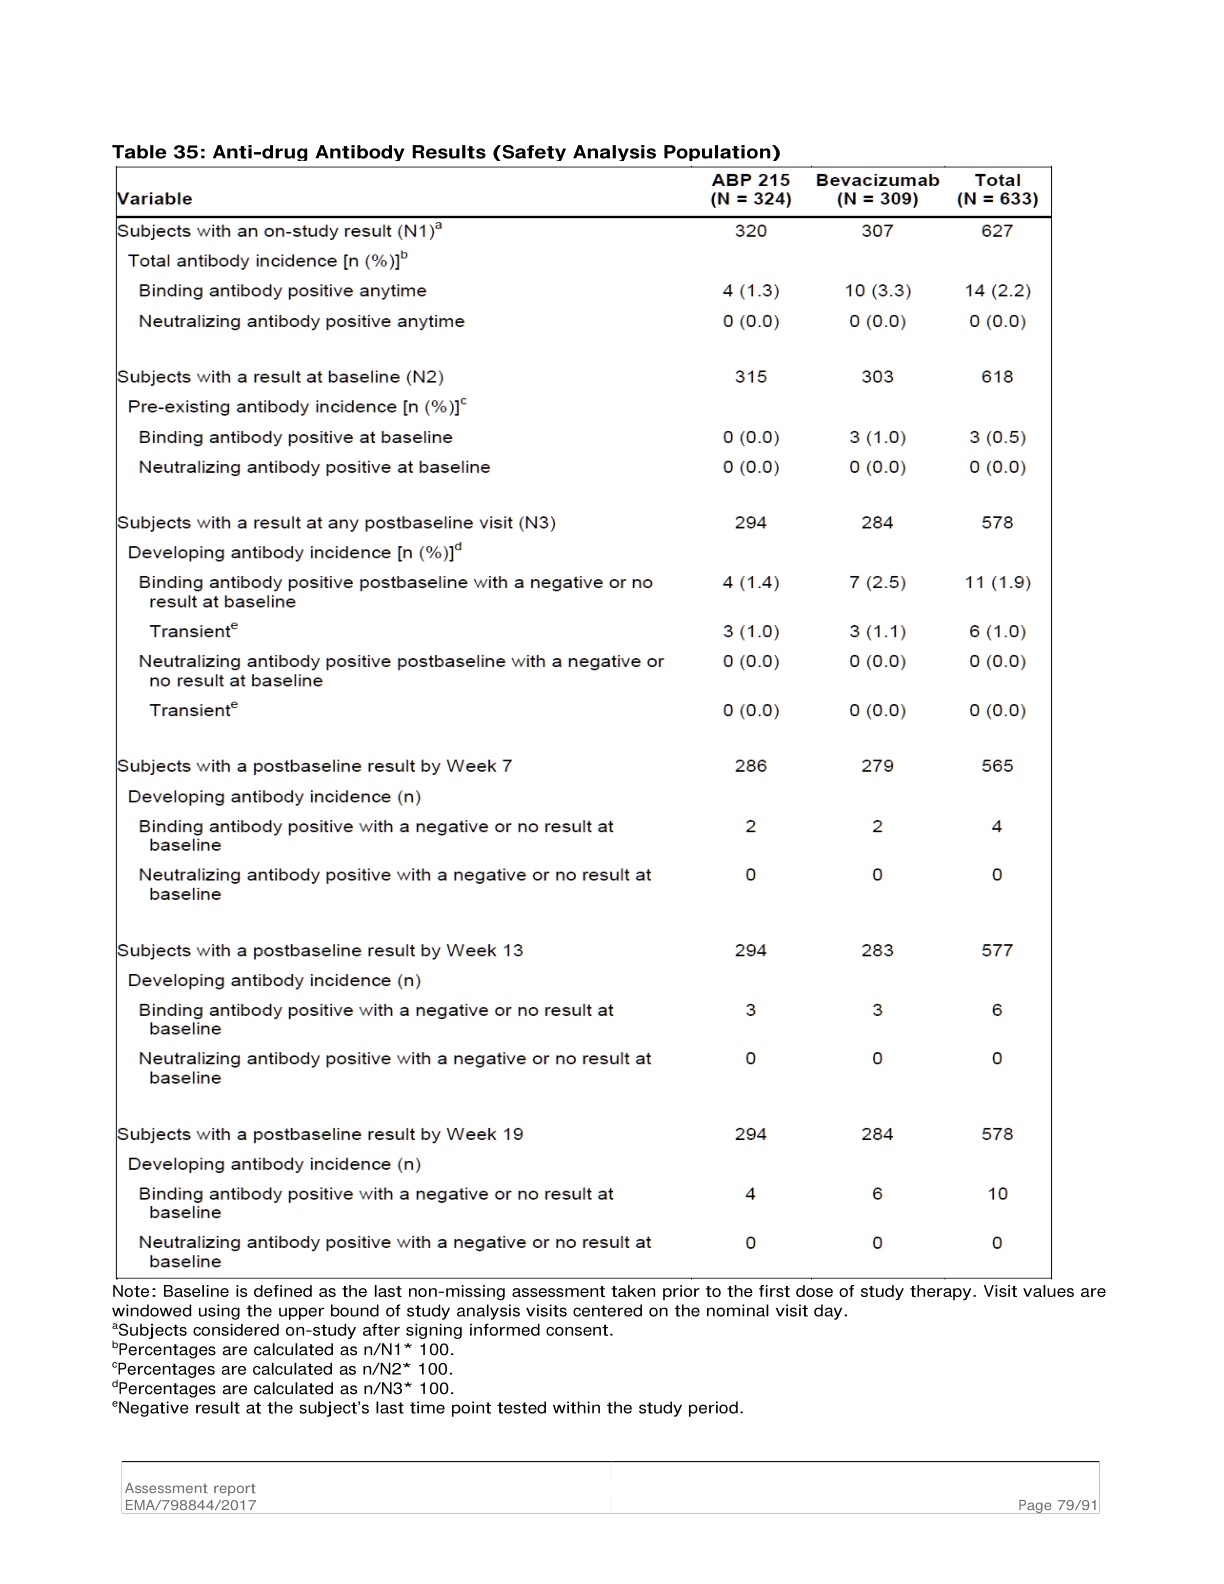 Table 35: Anti-drug Antibody Results (Safety Analysis Population)
Variable ABP 215 (N = 324) Bevacizumab (N = 309) Total (N = 633)
Subjects with an on-study result (N1)a 320 307 627
Total antibody incidence [n (%)]b
Binding antibody positive anytime 4 (1.3) 10 (3.3) 14 (2.2)
Neutralizing antibody positive anytime 0 (0.0) 0 (0.0) 0 (0.0)
Subjects with a result at baseline (N2) 315 303 618
Pre-existing antibody incidence [n (%)]c
Binding antibody positive at baseline 0 (0.0) 3 (1.0) 3 (0.5)
Neutralizing antibody positive at baseline 0 (0.0) 0 (0.0) 0 (0.0)
Subjects with a result at any postbaseline visit (N3) 294 284 578
Developing antibody incidence [n (%)]d
Binding antibody positive postbaseline with a negative or no 4 (1.4) 7 (2.5) 11 (1.9)
result at baseline
Transiente 3 (1.0) 3 (1.1) 6 (1.0)
Neutralizing antibody positive postbaseline with a negative or 0 (0.0) 0 (0.0) 0 (0.0)
no result at baseline
Transiente 0 (0.0) 0 (0.0) 0 (0.0)
Subjects with a postbaseline result by Week 7 286 279 565
Developing antibody incidence (n)
Binding antibody positive with a negative or no result at 2 2 4
baseline
Neutralizing antibody positive with a negative or no result at 0 0 0
baseline
Subjects with a postbaseline result by Week 13 294 283 577
Developing antibody incidence (n)
Binding antibody positive with a negative or no result at 3 3 6
baseline
Neutralizing antibody positive with a negative or no result at 0 0 0
baseline
Subjects with a postbaseline result by Week 19 294 284 578
Developing antibody incidence (n)
Binding antibody positive with a negative or no result at 4 6 10
baseline
Neutralizing antibody positive with a negative or no result at 0 0 0
baseline
Note: Baseline is defined as the last non-missing assessment taken prior to the first dose of study therapy. Visit values are
windowed using the upper bound of study analysis visits centered on the nominal visit day.
aSubjects considered on-study after signing informed consent.
bPercentages are calculated as n/N1* 100.
cPercentages are calculated as n/N2* 100.
dPercentages are calculated as n/N3* 100.
eNegative result at the subject's last time point tested within the study period.
Assessment report
EMA/798844/2017 Page 79/91